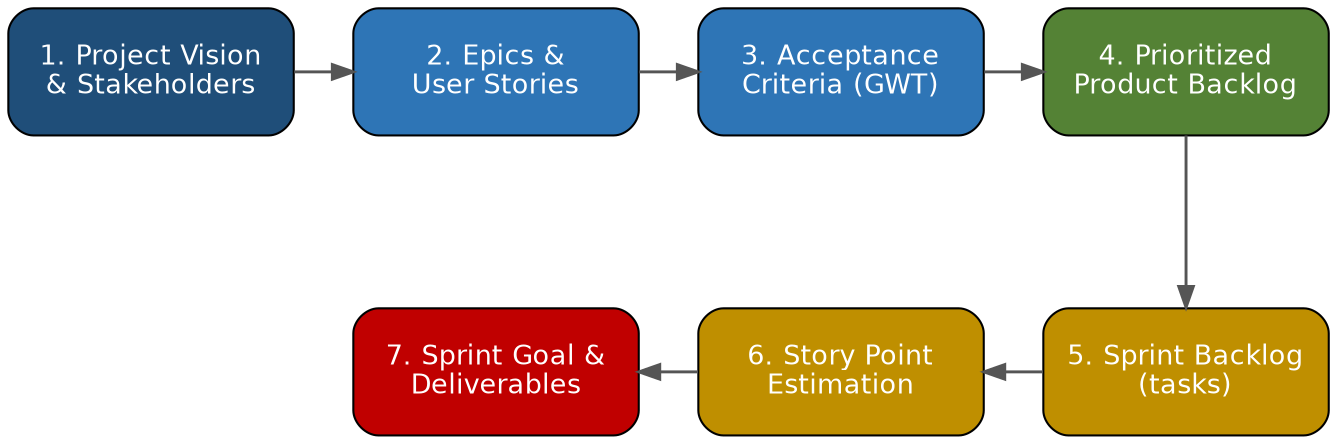 1. Project Vision
& Stakeholders
2. Epics &
User Stories
3. Acceptance
Criteria (GWT)
4. Prioritized
Product Backlog
5. Sprint Backlog
(tasks)
6. Story Point
Estimation
7. Sprint Goal &
Deliverables